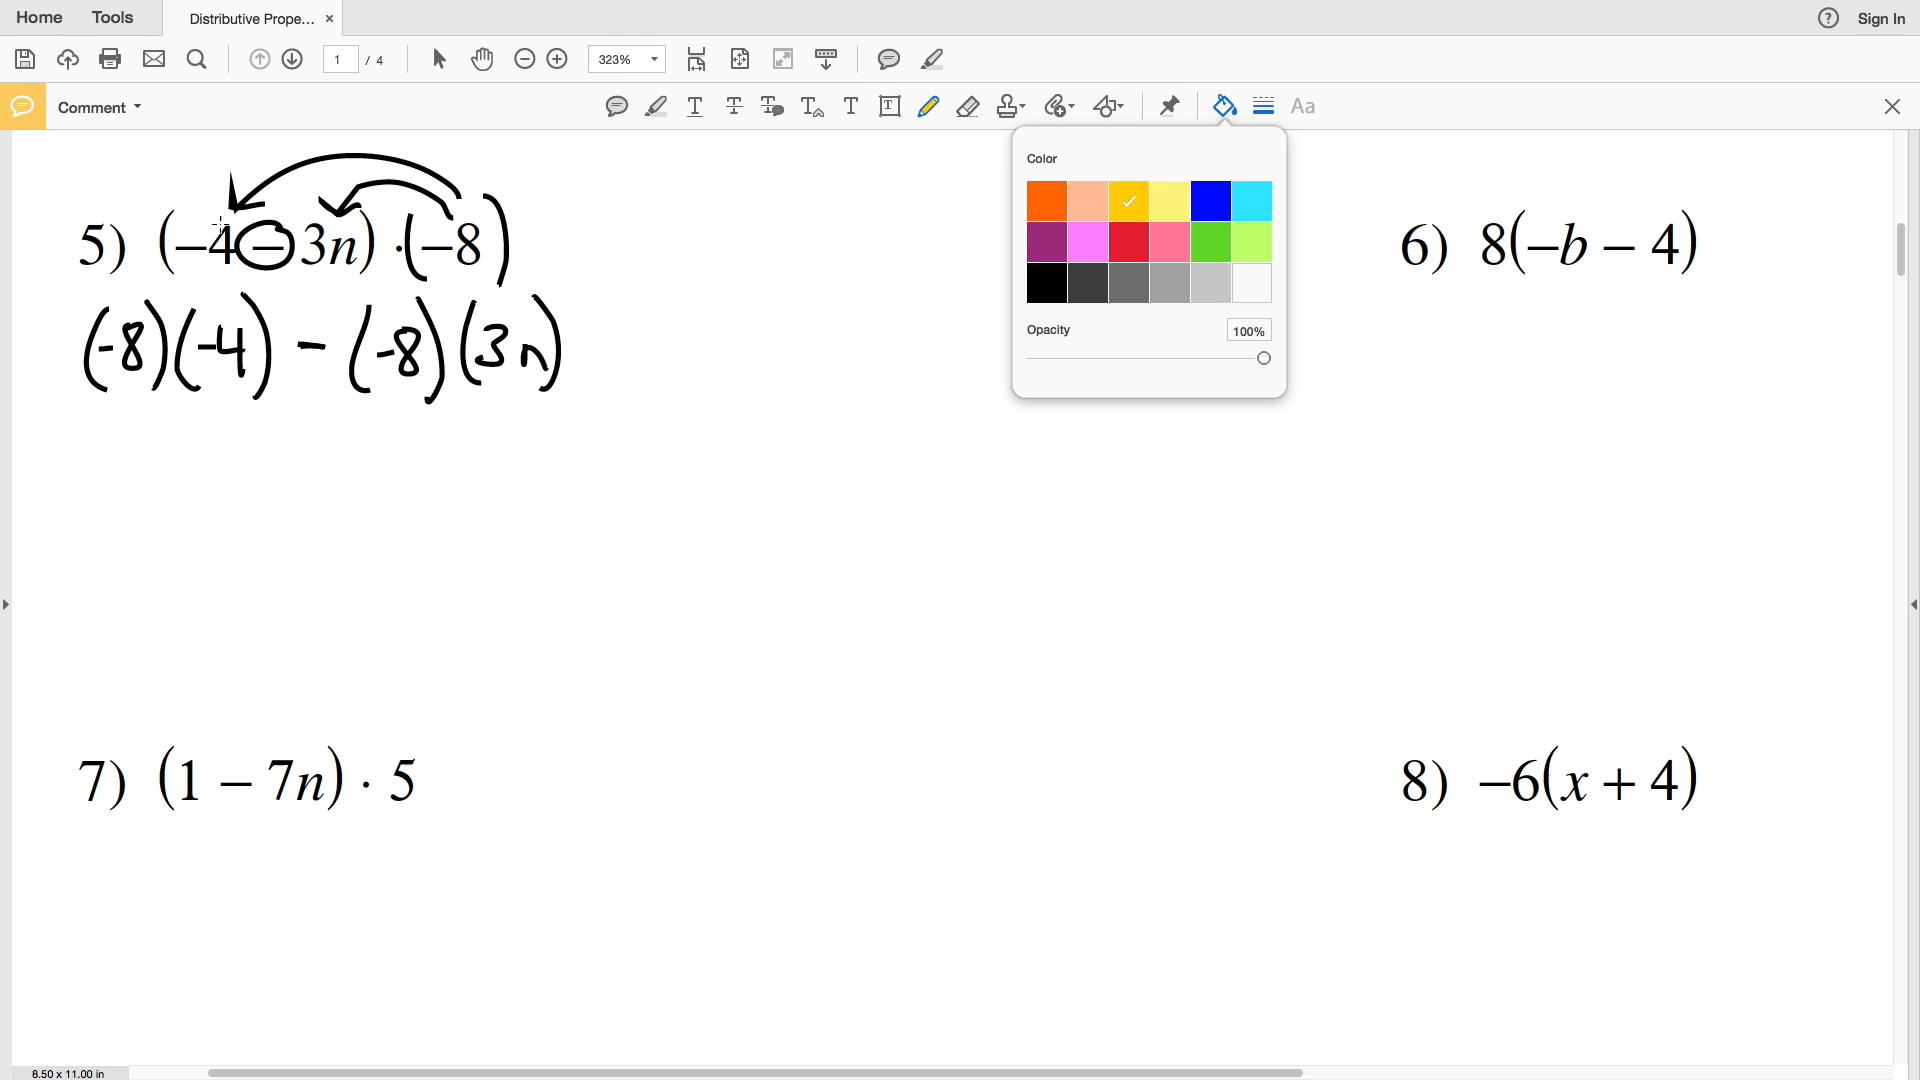 Home Tools Distributive Prope... × ? Sign In
1 / 4 323%
Comment T T T T T T Aa
Color
5) (−4 − 3n) · (−8)
6) 8(−b − 4)
(-8)(-4) - (-8)(3n)
Opacity 100%
7) (1 − 7n) · 5
8) −6(x + 4)
8.50 x 11.00 in